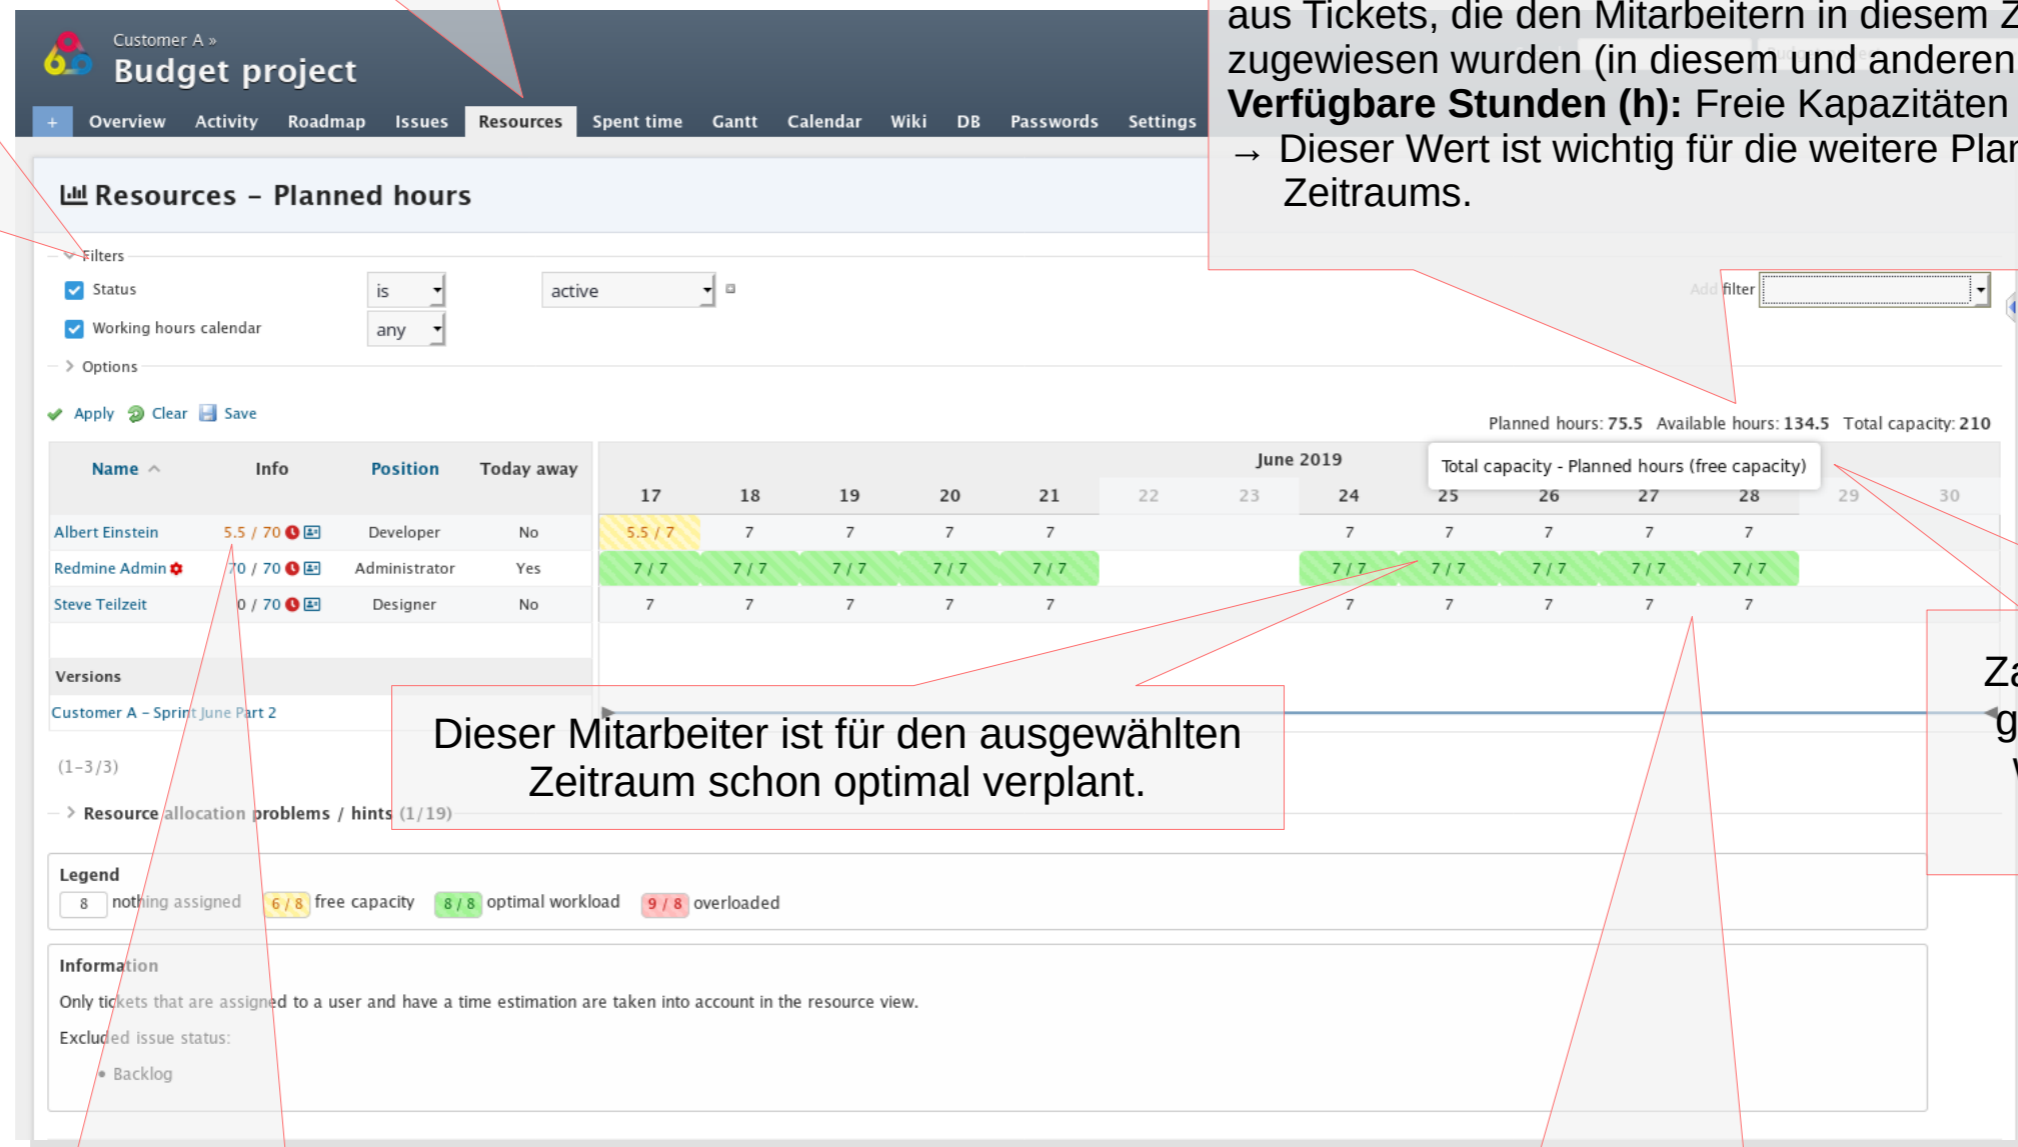 aus Tickets, die den Mitarbeitern in diesem
zugewiesen wurden (in diesem und anderen
Verfügbare Stunden (h): Freie Kapazitäten
→ Dieser Wert ist wichtig für die weitere
Zeitraums.
Customer A »
Budget project
+ Overview Activity Roadmap Issues Resources Spent time Gantt Calendar Wiki DB Passwords Settings
Resources – Planned hours
Filters
Status is active Add filter
Working hours calendar any
Options
Apply Clear Save
Planned hours: 75.5 Available hours: 134.5 Total capacity: 210
Name Info Position Today away June 2019
Total capacity - Planned hours (free capacity)
17 18 19 20 21 22 23 24 25 26 27 28 29 30
Albert Einstein 5.5 / 70 Developer No 5.5 / 7 7 7 7 7 7 7 7 7 7
Redmine Admin 70 / 70 Administrator Yes 7 / 7 7 / 7 7 / 7 7 / 7 7 / 7 7 / 7 7 / 7 7 / 7 7 / 7 7 / 7
Steve Teilzeit 0 / 70 Designer No 7 7 7 7 7 7 7 7 7 7
Versions
Customer A – Sprint June Part 2
Dieser Mitarbeiter ist für den ausgewählten
Zeitraum schon optimal verplant.
(1-3/3)
Resource allocation problems / hints (1/19)
Legend
8 nothing assigned 6 / 8 free capacity 8 / 8 optimal workload 9 / 8 overloaded
Information
Only tickets that are assigned to a user and have a time estimation are taken into account in the resource view.
Excluded issue status:
• Backlog